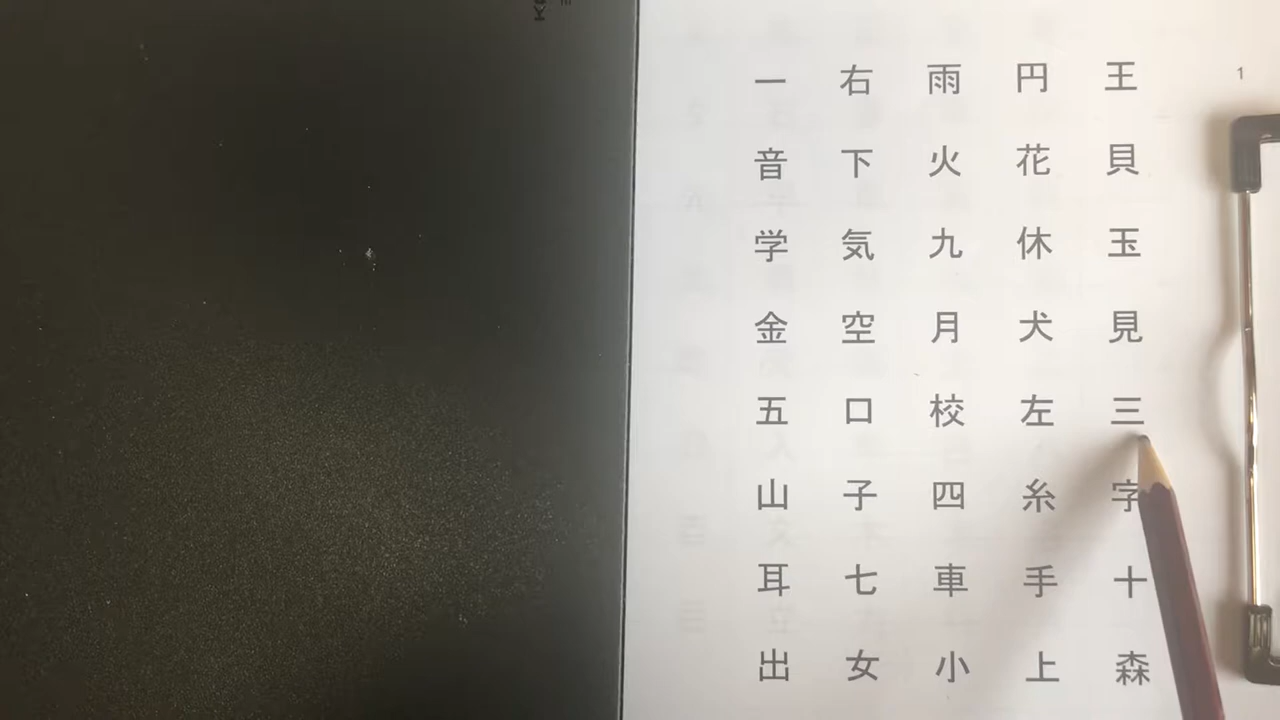 一 右 雨 円 王
音 下 火 花 貝
学 気 九 休 玉
金 空 月 犬 見
五 口 校 左 三
山 子 四 糸 字
耳 七 車 手 十
出 女 小 上 森
1